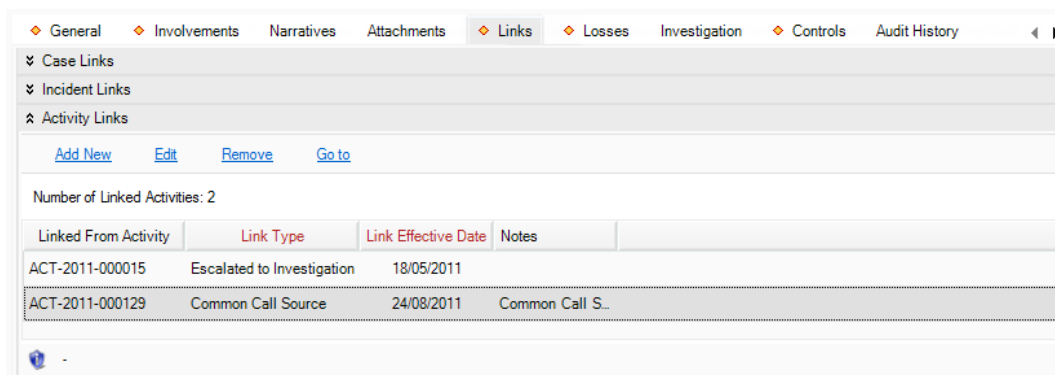 General Involvements Narratives Attachments Links Losses Investigation Controls Audit History
Case Links
Incident Links
Activity Links
Add New Edit Remove Go to
Number of Linked Activities: 2
Linked From Activity Link Type Link Effective Date Notes
ACT-2011-000015 Escalated to Investigation 18/05/2011
ACT-2011-000129 Common Call Source 24/08/2011 Common Call S...
-